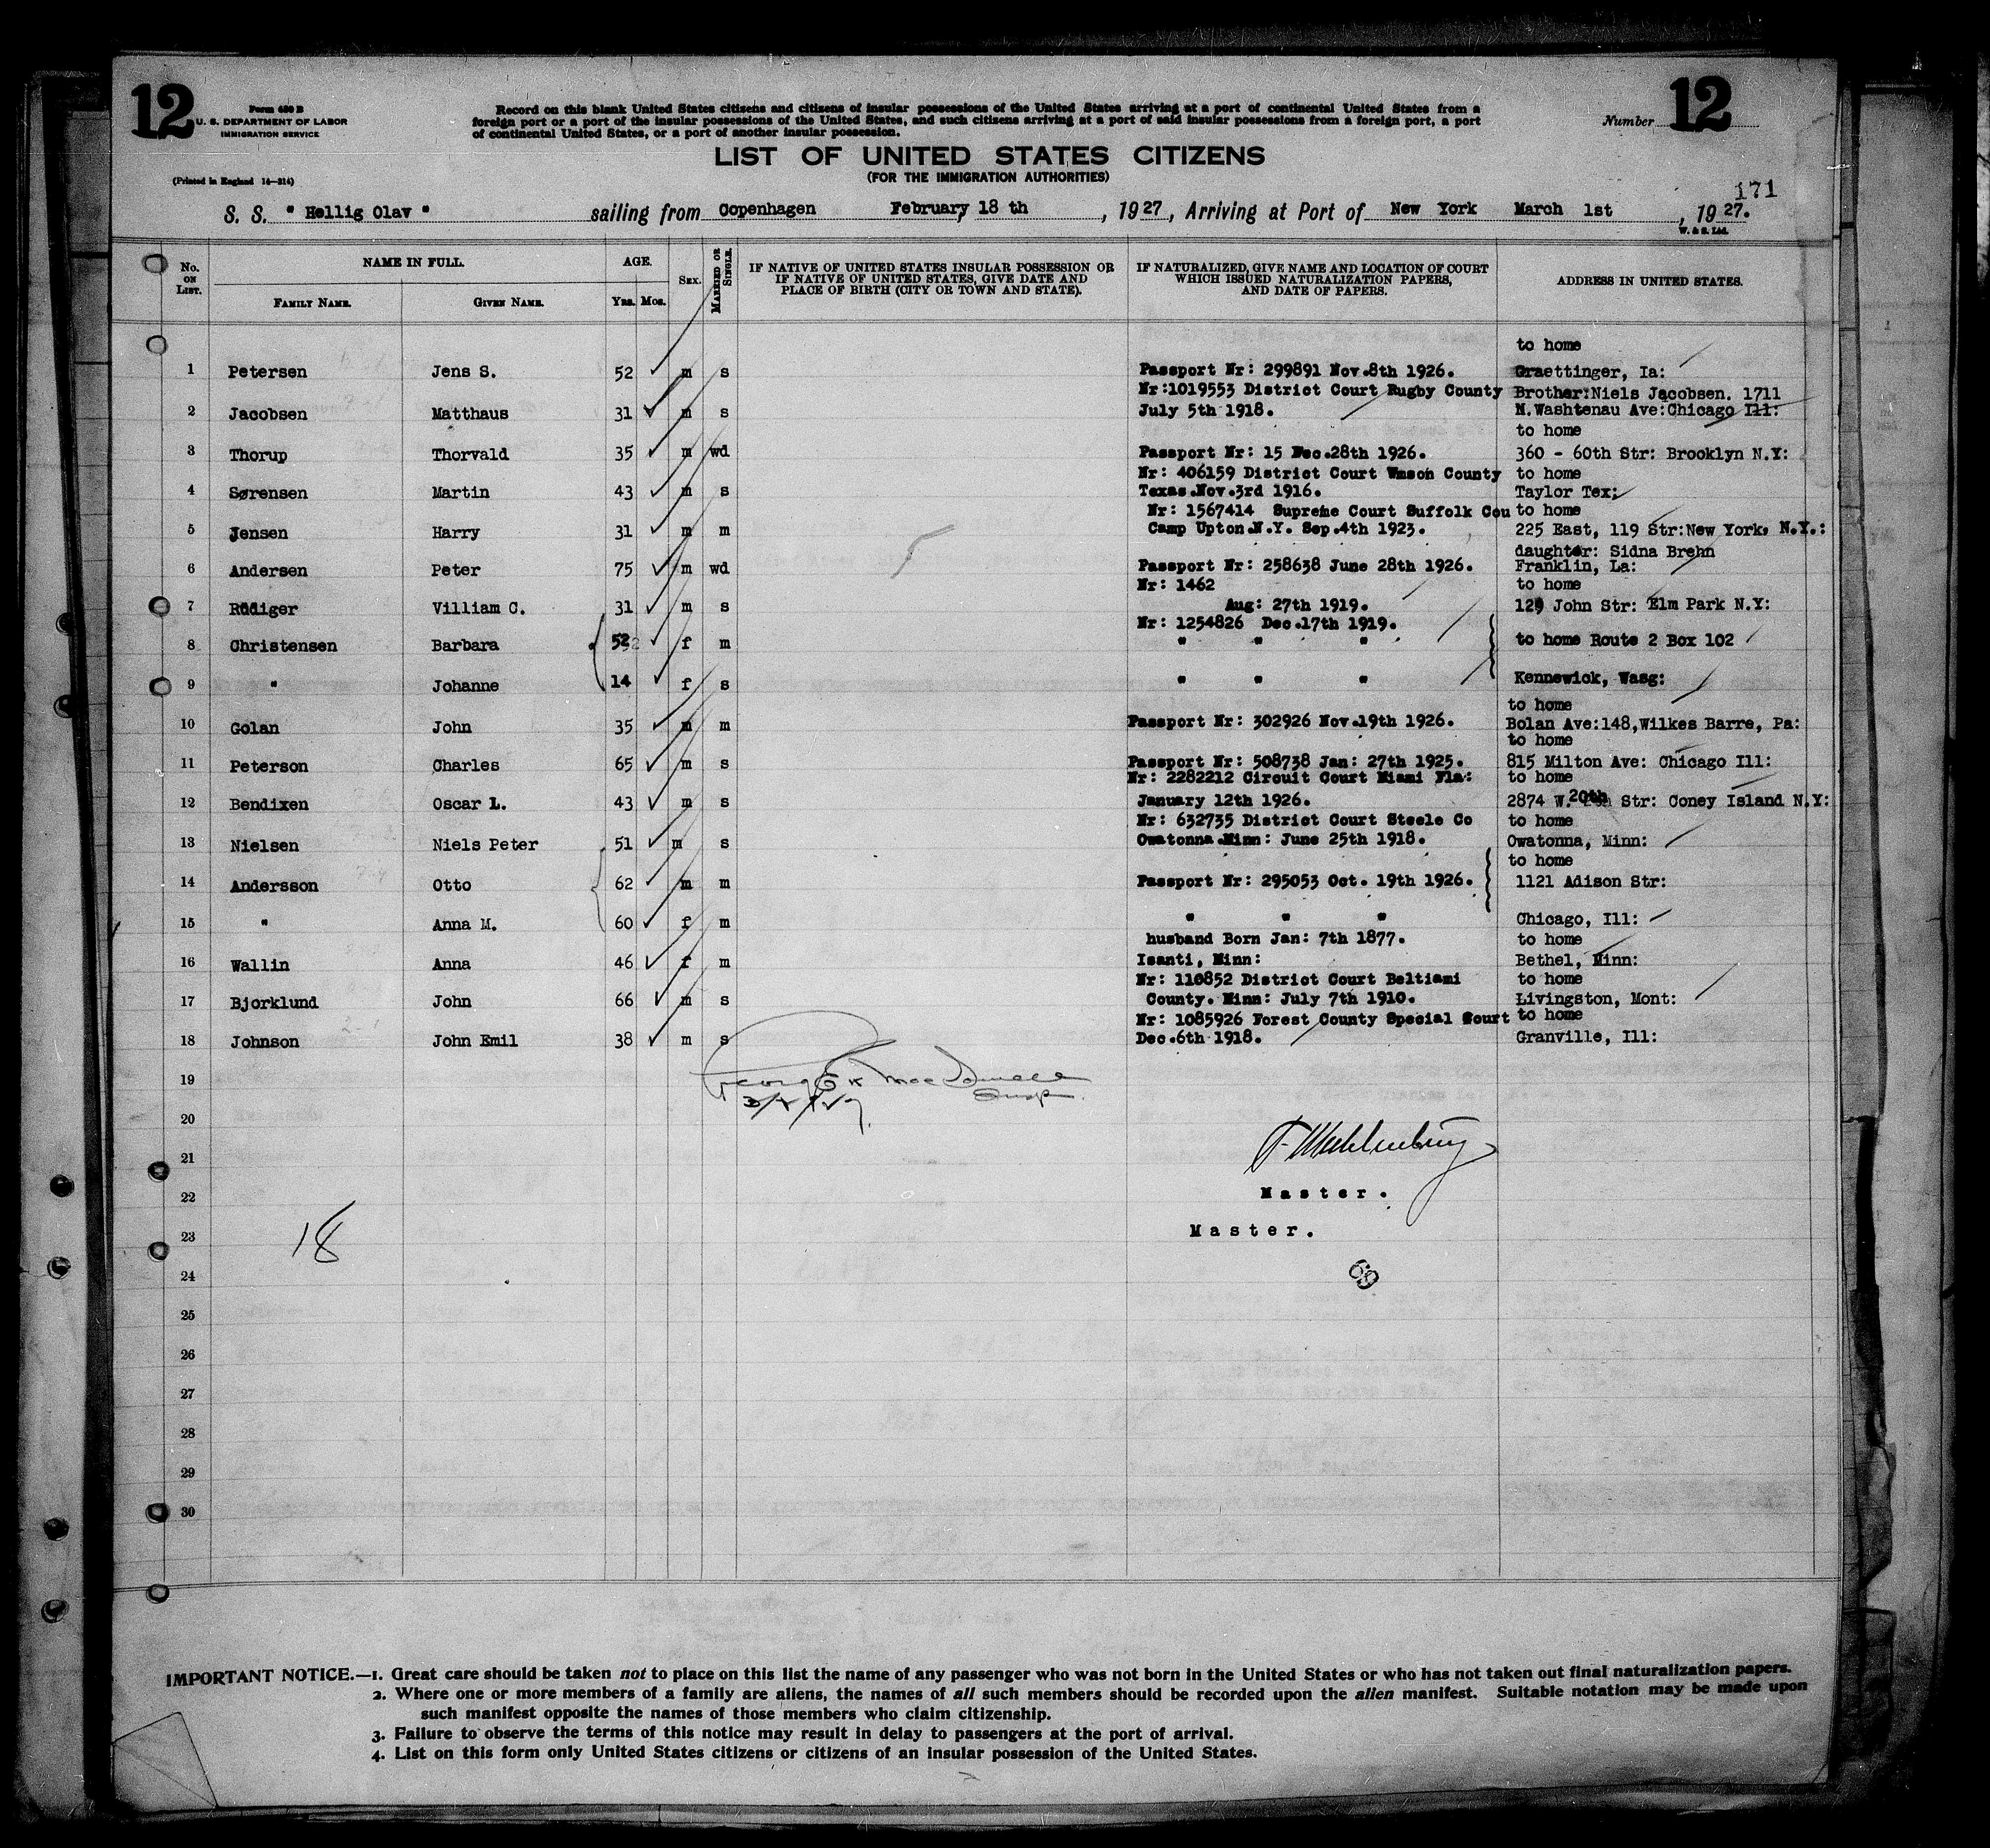 12
Form 630 B
U. S. DEPARTMENT OF LABOR
IMMIGRATION SERVICE
Record on this blank United States citizens and citizens of insular possessions of the United States arriving at a port of continental United States from a
foreign port or a port of the insular possessions of the United States, and such citizens arriving at a port of said insular possessions from a foreign port, a port
of continental United States, or a port of another insular possession.
Number 12
LIST OF UNITED STATES CITIZENS
(FOR THE IMMIGRATION AUTHORITIES)
(Printed in England 14—214)
171
S. S. " Hellig Olav " sailing from Copenhagen February 18 th , 1927, Arriving at Port of New York March 1st , 1927.
W. & S. Ltd.
No. ON LIST.
NAME IN FULL.
FAMILY NAME.
GIVEN NAME.
AGE.
Yrs. Mos.
SEX.
MARRIED OR SINGLE.
IF NATIVE OF UNITED STATES INSULAR POSSESSION OR
IF NATIVE OF UNITED STATES, GIVE DATE AND
PLACE OF BIRTH (CITY OR TOWN AND STATE).
IF NATURALIZED, GIVE NAME AND LOCATION OF COURT
WHICH ISSUED NATURALIZATION PAPERS,
AND DATE OF PAPERS.
ADDRESS IN UNITED STATES.
to home
1 Petersen Jens S. 52 m s Passport Nr: 299891 Nov.8th 1926. Graettinger, Ia:
Nr:1019553 District Court Rugby County Brother:Niels Jacobsen. 1711
2 Jacobsen Matthaus 31 m s July 5th 1918. N.Washtenau Ave:Chicago Ill:
to home
3 Thorup Thorvald 35 m wd Passport Nr: 15 Dec.28th 1926. 360 - 60th Str: Brooklyn N.Y:
Nr: 406159 District Court Wmson County to home
4 Sørensen Martin 43 m s Texas.Nov.3rd 1916. Taylor Tex:
Nr: 1567414 Supreme Court Suffolk Cou to home
5 Jensen Harry 31 m m Camp Upton.N.Y. Sep.4th 1923. 225 East, 119 Str:New York, N.Y.:
daughter: Sidna Brehn
6 Andersen Peter 75 m wd Passport Nr: 258638 June 28th 1926. Franklin, La:
Nr: 1462 to home
7 Rüdiger Villiam C. 31 m s Aug: 27th 1919. 129 John Str: Elm Park N.Y:
Nr: 1254826 Dec.17th 1919.
8 Christensen Barbara 52 f m " " " to home Route 2 Box 102
9 " Johanne 14 f s " " " Kennewick, Wasg:
to home
10 Golan John 35 m m Passport Nr: 302926 Nov.19th 1926. Bolan Ave:148,Wilkes Barre, Pa:
to home
11 Peterson Charles 65 m s Passport Nr: 508738 Jan: 27th 1925. 815 Milton Ave: Chicago Ill:
Nr: 2282212 Circuit Court Miami Fla: to home
12 Bendixen Oscar L. 43 m s January 12th 1926. 2874 W. 20th Str: Coney Island N.Y:
Nr: 632735 District Court Steele Co to home
13 Nielsen Niels Peter 51 m s Owatonna.Minn: June 25th 1918. Owatonna, Minn:
to home
14 Andersson Otto 62 m m Passport Nr: 295053 Oct. 19th 1926. 1121 Adison Str:
15 " Anna M. 60 f m " " " Chicago, Ill:
husband Born Jan: 7th 1877. to home
16 Wallin Anna 46 f m Isanti, Minn: Bethel, Minn:
Nr: 110852 District Court Beltiami to home
17 Bjorklund John 66 m s County. Minn: July 7th 1910. Livingston, Mont:
Nr: 1085926 Forest County Special Court to home
18 Johnson John Emil 38 m s Dec.6th 1918. Granville, Ill:
19
20
21
22 Master.
23 18 Master.
69
24
25
26
27
28
29
30
IMPORTANT NOTICE.—1. Great care should be taken not to place on this list the name of any passenger who was not born in the United States or who has not taken out final naturalization papers.
2. Where one or more members of a family are aliens, the names of all such members should be recorded upon the alien manifest. Suitable notation may be made upon
such manifest opposite the names of those members who claim citizenship.
3. Failure to observe the terms of this notice may result in delay to passengers at the port of arrival.
4. List on this form only United States citizens or citizens of an insular possession of the United States.